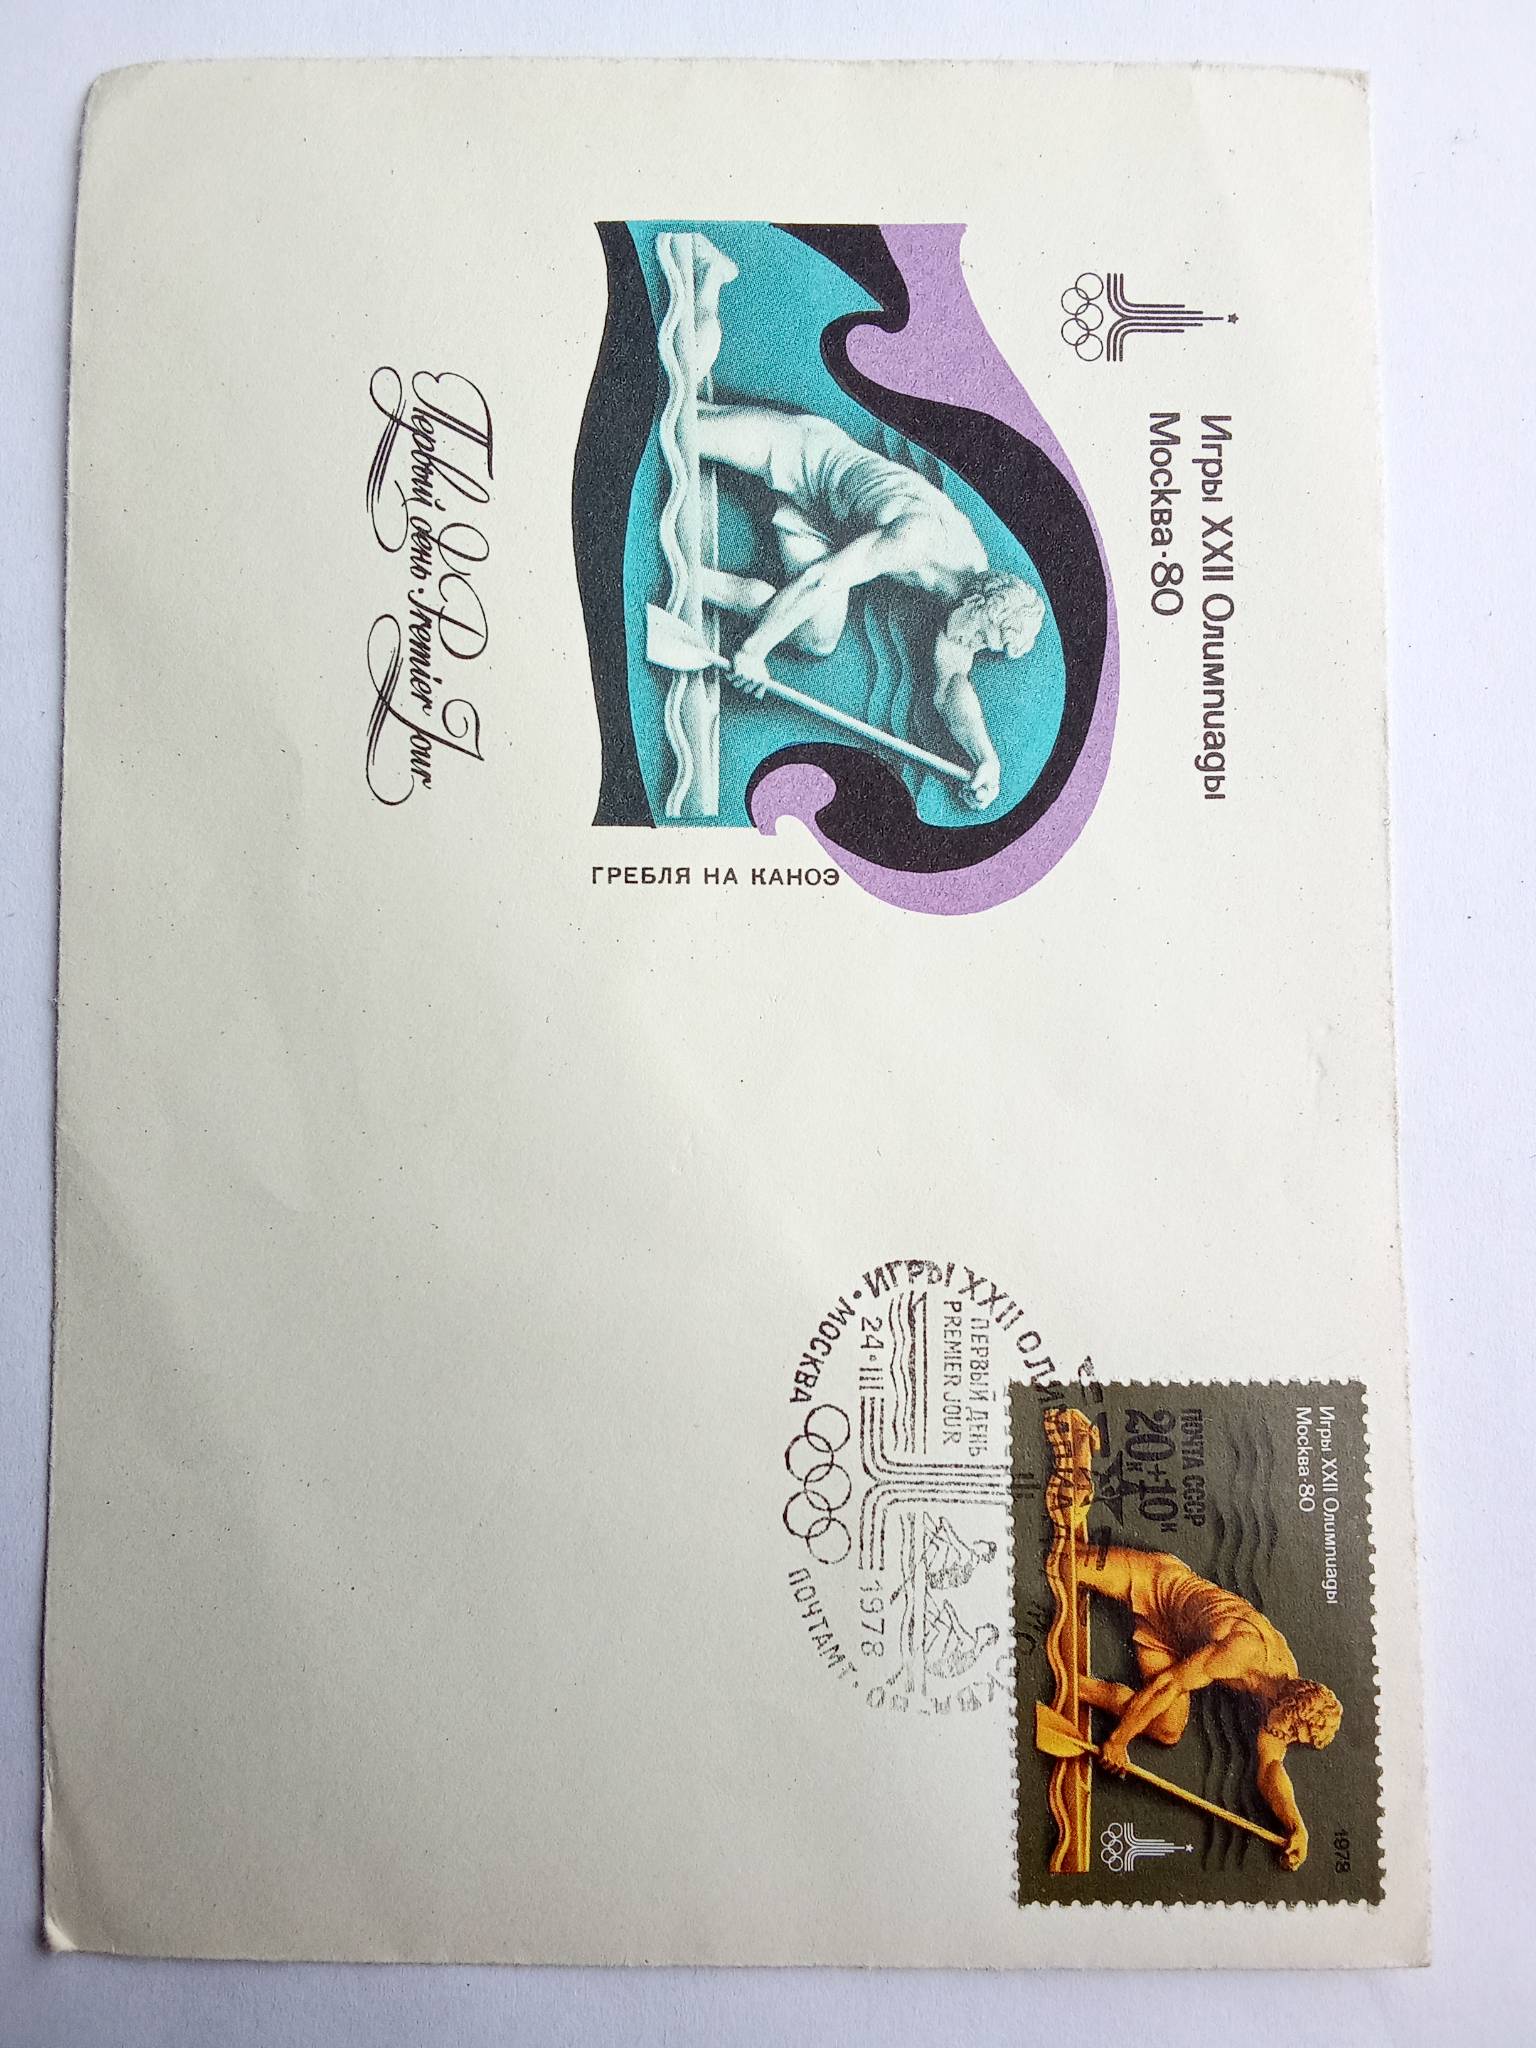 Игры XXII Олимпиады
Москва·80
ГРЕБЛЯ НА КАНОЭ
Первый день · Premier Jour
Игры XXII Олимпиады
Москва·80
1978
ПОЧТА СССР
20к+10к
ИГРЫ XXII ОЛИМПИАДЫ
ПЕРВЫЙ ДЕНЬ
PREMIER JOUR
24·III 1978
МОСКВА ПОЧТАМТ